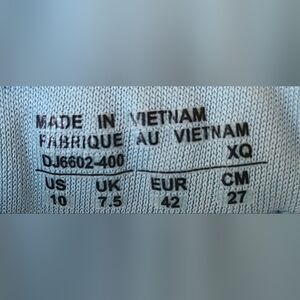 MADE IN VIETNAM
FABRIQUE AU VIETNAM
DJ6602-400 XQ
US UK EUR CM
10 7.5 42 27